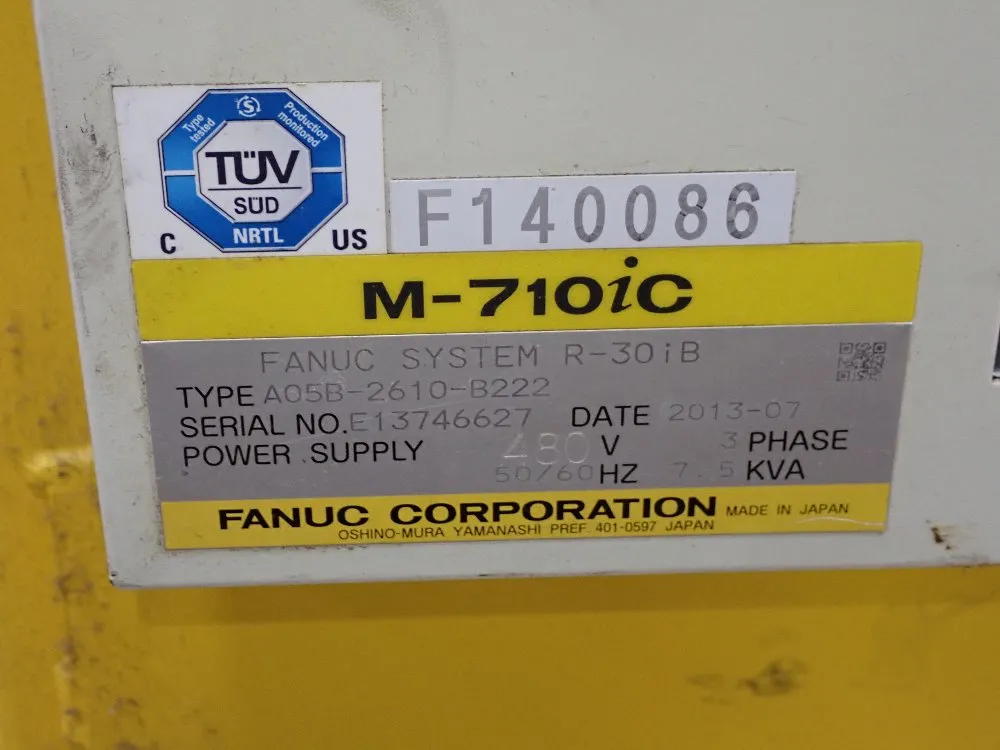 Type tested
S
Production monitored
TÜV
SÜD
NRTL
C US
F140086
M-710iC
FANUC SYSTEM R-30iB
TYPE A05B-2610-B222
SERIAL NO.E13746627 DATE 2013-07
POWER SUPPLY 480 V 3 PHASE
50/60 HZ 7.5 KVA
FANUC CORPORATION MADE IN JAPAN
OSHINO-MURA YAMANASHI PREF. 401-0597 JAPAN